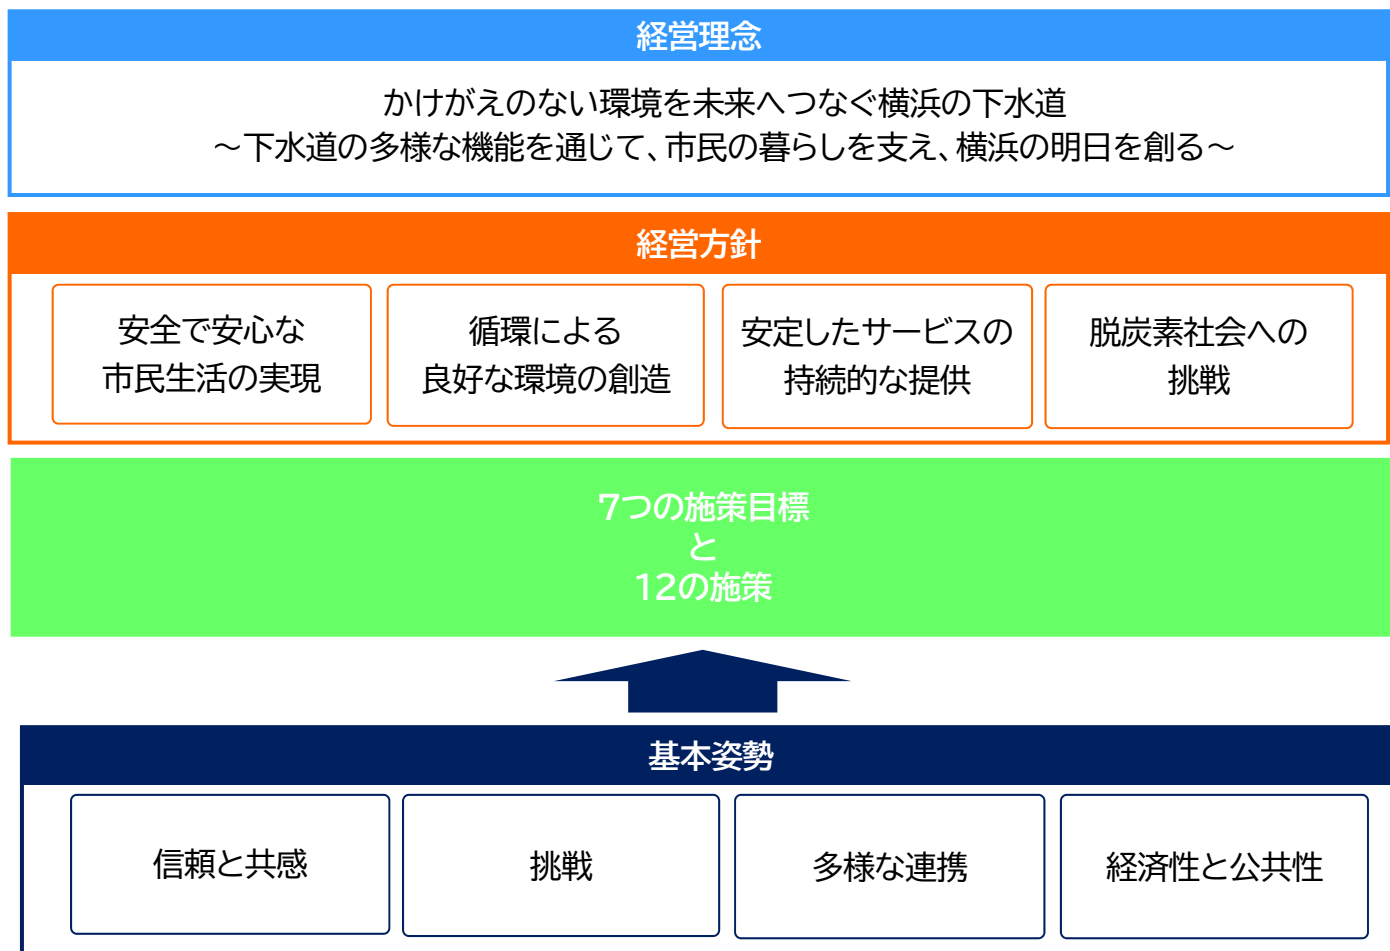 経営理念
かけがえのない環境を未来へつなぐ横浜の下水道
～下水道の多様な機能を通じて、市民の暮らしを支え、横浜の明日を創る～
経営方針
安全で安心な
市民生活の実現
循環による
良好な環境の創造
安定したサービスの
持続的な提供
脱炭素社会への
挑戦
7つの施策目標
と
12の施策
基本姿勢
信頼と共感
挑戦
多様な連携
経済性と公共性